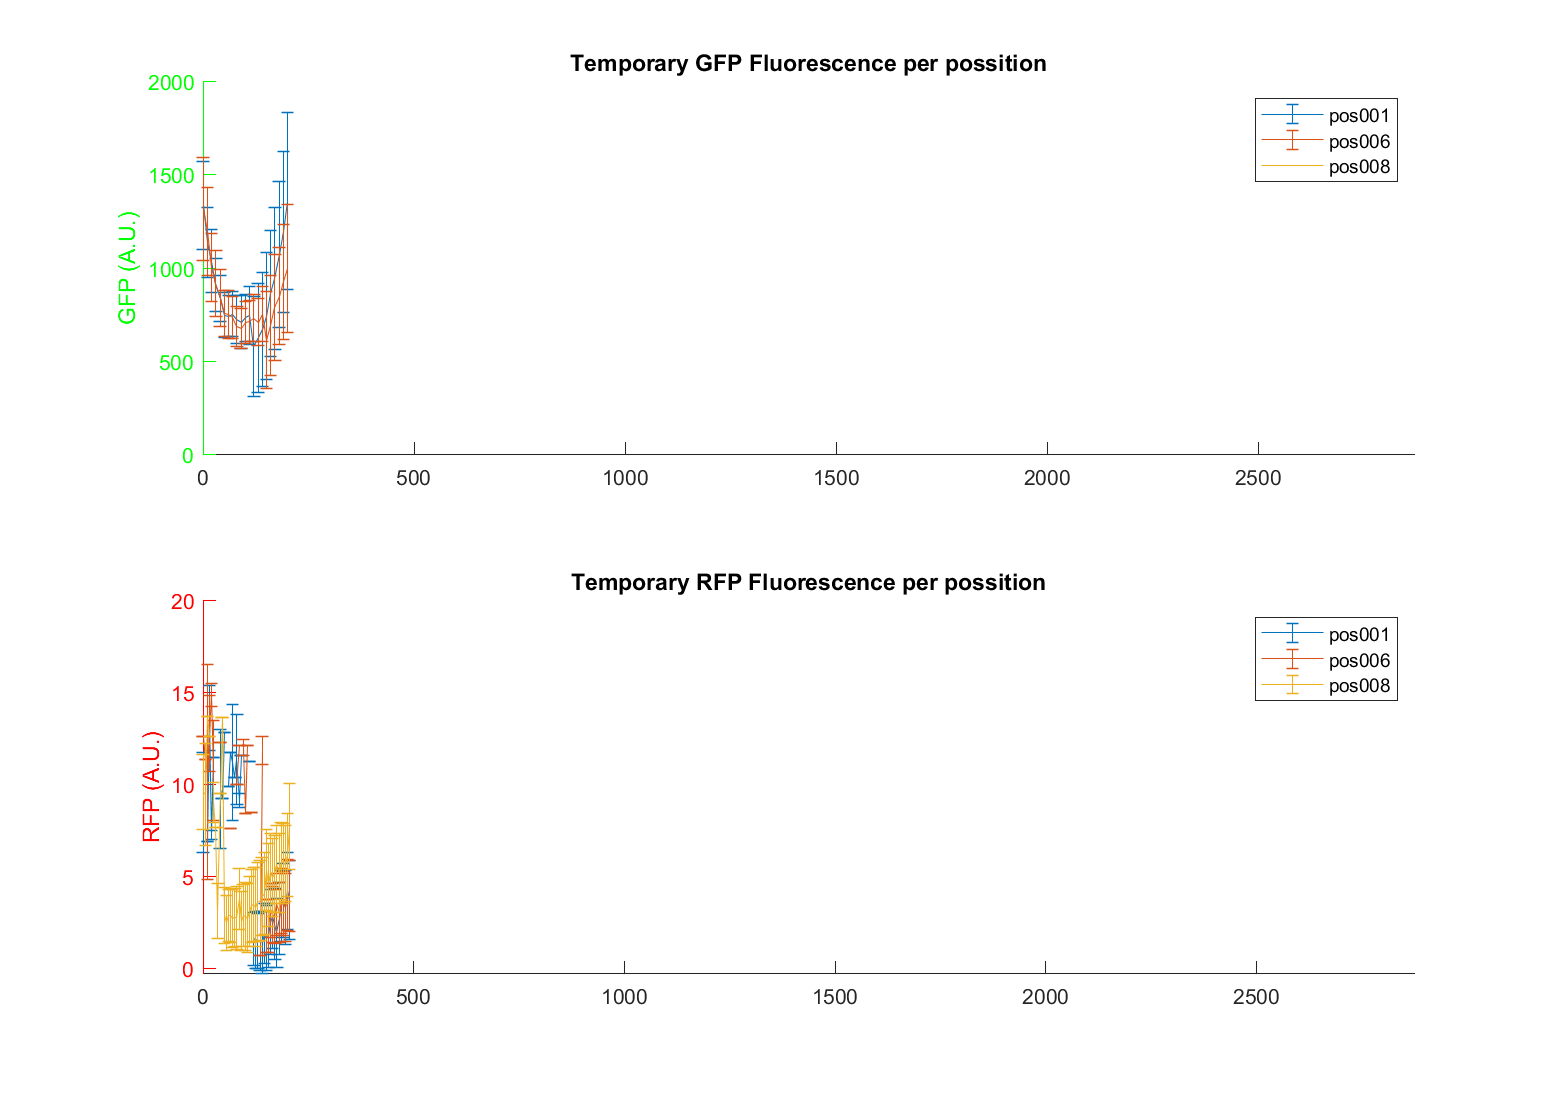 Temporary GFP Fluorescence per possition
2000
1500
1000
500
0
GFP (A.U.)
pos001
pos006
pos008
0 500 1000 1500 2000 2500
Temporary RFP Fluorescence per possition
20
15
10
5
0
RFP (A.U.)
pos001
pos006
pos008
0 500 1000 1500 2000 2500